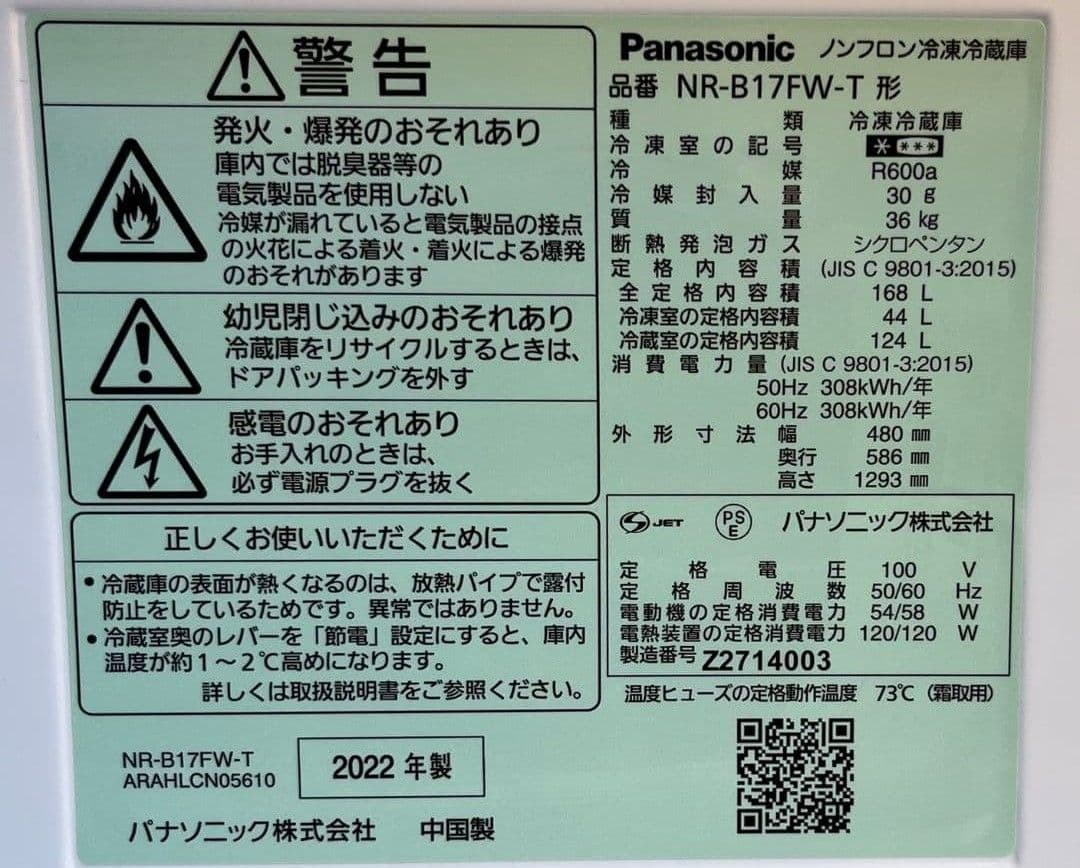 警告
発火・爆発のおそれあり
庫内では脱臭器等の
電気製品を使用しない
冷媒が漏れていると電気製品の接点
の火花による着火・着火による爆発
のおそれがあります
幼児閉じ込みのおそれあり
冷蔵庫をリサイクルするときは、
ドアパッキングを外す
感電のおそれあり
お手入れのときは、
必ず電源プラグを抜く
正しくお使いいただくために
•冷蔵庫の表面が熱くなるのは、放熱パイプで露付
防止をしているためです。異常ではありません。
•冷蔵室奥のレバーを「節電」設定にすると、庫内
温度が約1～2℃高めになります。
詳しくは取扱説明書をご参照ください。
NR-B17FW-T
ARAHLCN05610
2022 年製
パナソニック株式会社 中国製
Panasonic ノンフロン冷凍冷蔵庫
品番 NR-B17FW-T 形
種類 冷凍冷蔵庫
冷凍室の記号 * ***
冷媒 R600a
冷媒封入量 30 g
質量 36 kg
断熱発泡ガス シクロペンタン
定格内容積 (JIS C 9801-3:2015)
全定格内容積 168 L
冷凍室の定格内容積 44 L
冷蔵室の定格内容積 124 L
消費電力量 (JIS C 9801-3:2015)
50Hz 308kWh/年
60Hz 308kWh/年
外形寸法 幅 480 ㎜
奥行 586 ㎜
高さ 1293 ㎜
S JET PS E パナソニック株式会社
定格電圧 100 V
定格周波数 50/60 Hz
電動機の定格消費電力 54/58 W
電熱装置の定格消費電力 120/120 W
製造番号 Z2714003
温度ヒューズの定格動作温度 73℃（霜取用）